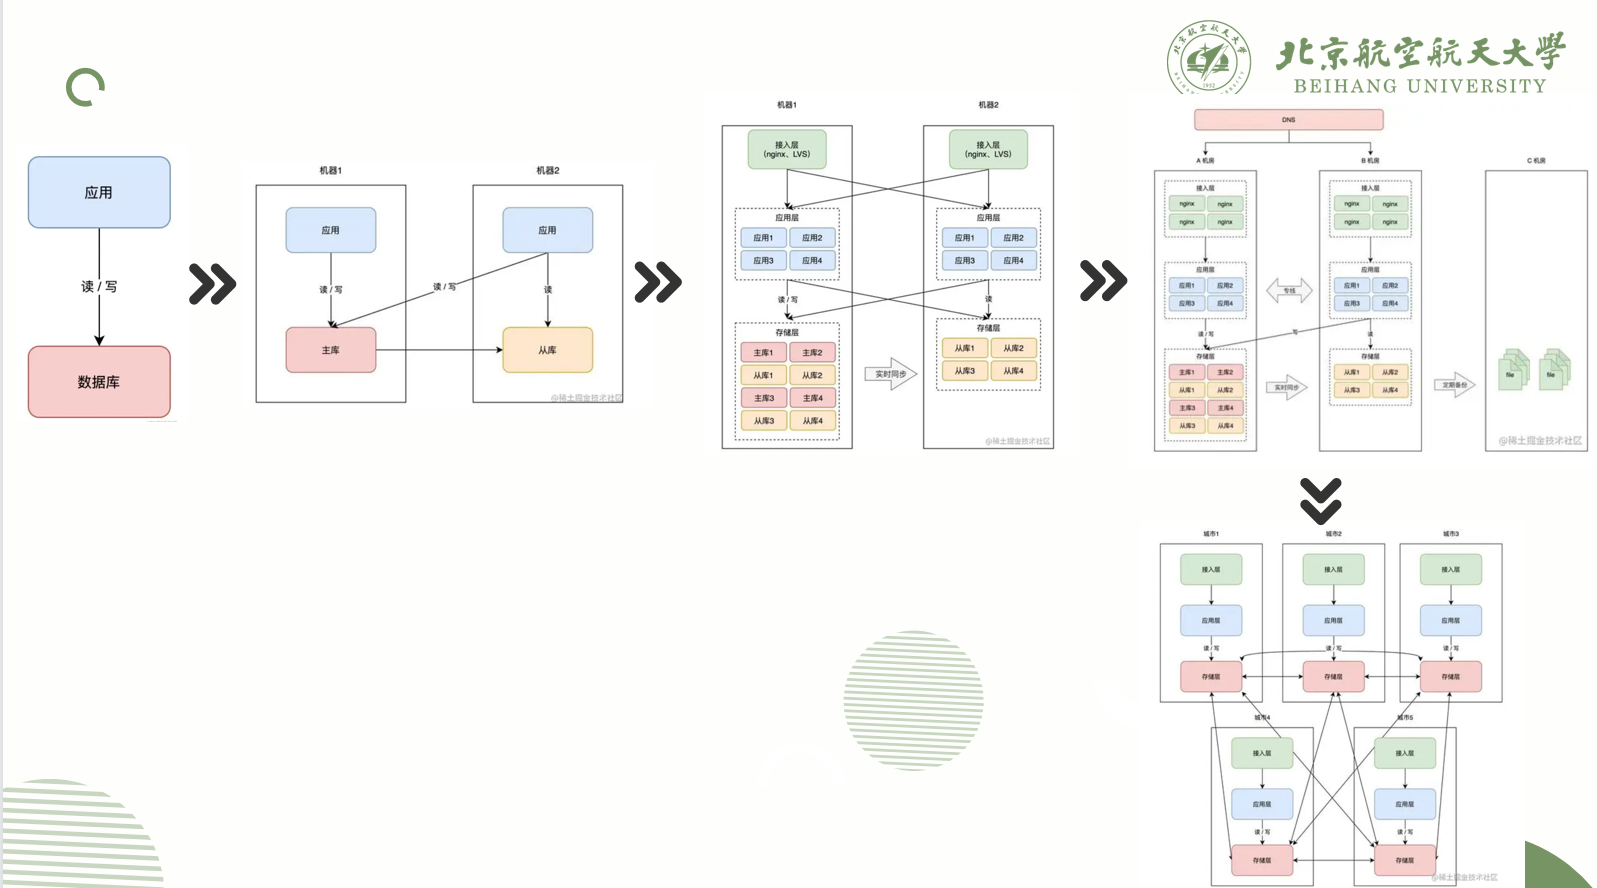 北京航空航天大學
BEIHANG UNIVERSITY
北京航空航天大学
1952
应用
读 / 写
数据库
机器1
机器2
应用
应用
读 / 写
读 / 写
读
主库
从库
@稀土掘金技术社区
机器1
机器2
接入层
(nginx、LVS)
接入层
(nginx、LVS)
应用层
应用1 应用2
应用3 应用4
应用层
应用1 应用2
应用3 应用4
读 / 写
读
存储层
主库1 主库2
从库1 从库2
主库3 主库4
从库3 从库4
实时同步
存储层
从库1 从库2
从库3 从库4
@稀土掘金技术社区
DNS
A 机房
B 机房
C 机房
接入层
nginx nginx
nginx nginx
接入层
nginx nginx
nginx nginx
应用层
应用1 应用2
应用3 应用4
专线
应用层
应用1 应用2
应用3 应用4
读 / 写
写
读
存储层
主库1 主库2
从库1 从库2
主库3 主库4
从库3 从库4
实时同步
存储层
从库1 从库2
从库3 从库4
定期备份
file file
@稀土掘金技术社区
城市1
城市2
城市3
接入层
接入层
接入层
应用层
应用层
应用层
读 / 写
读 / 写
读 / 写
存储层
存储层
存储层
城市4
城市5
接入层
接入层
应用层
应用层
读 / 写
读 / 写
存储层
存储层
@稀土掘金技术社区